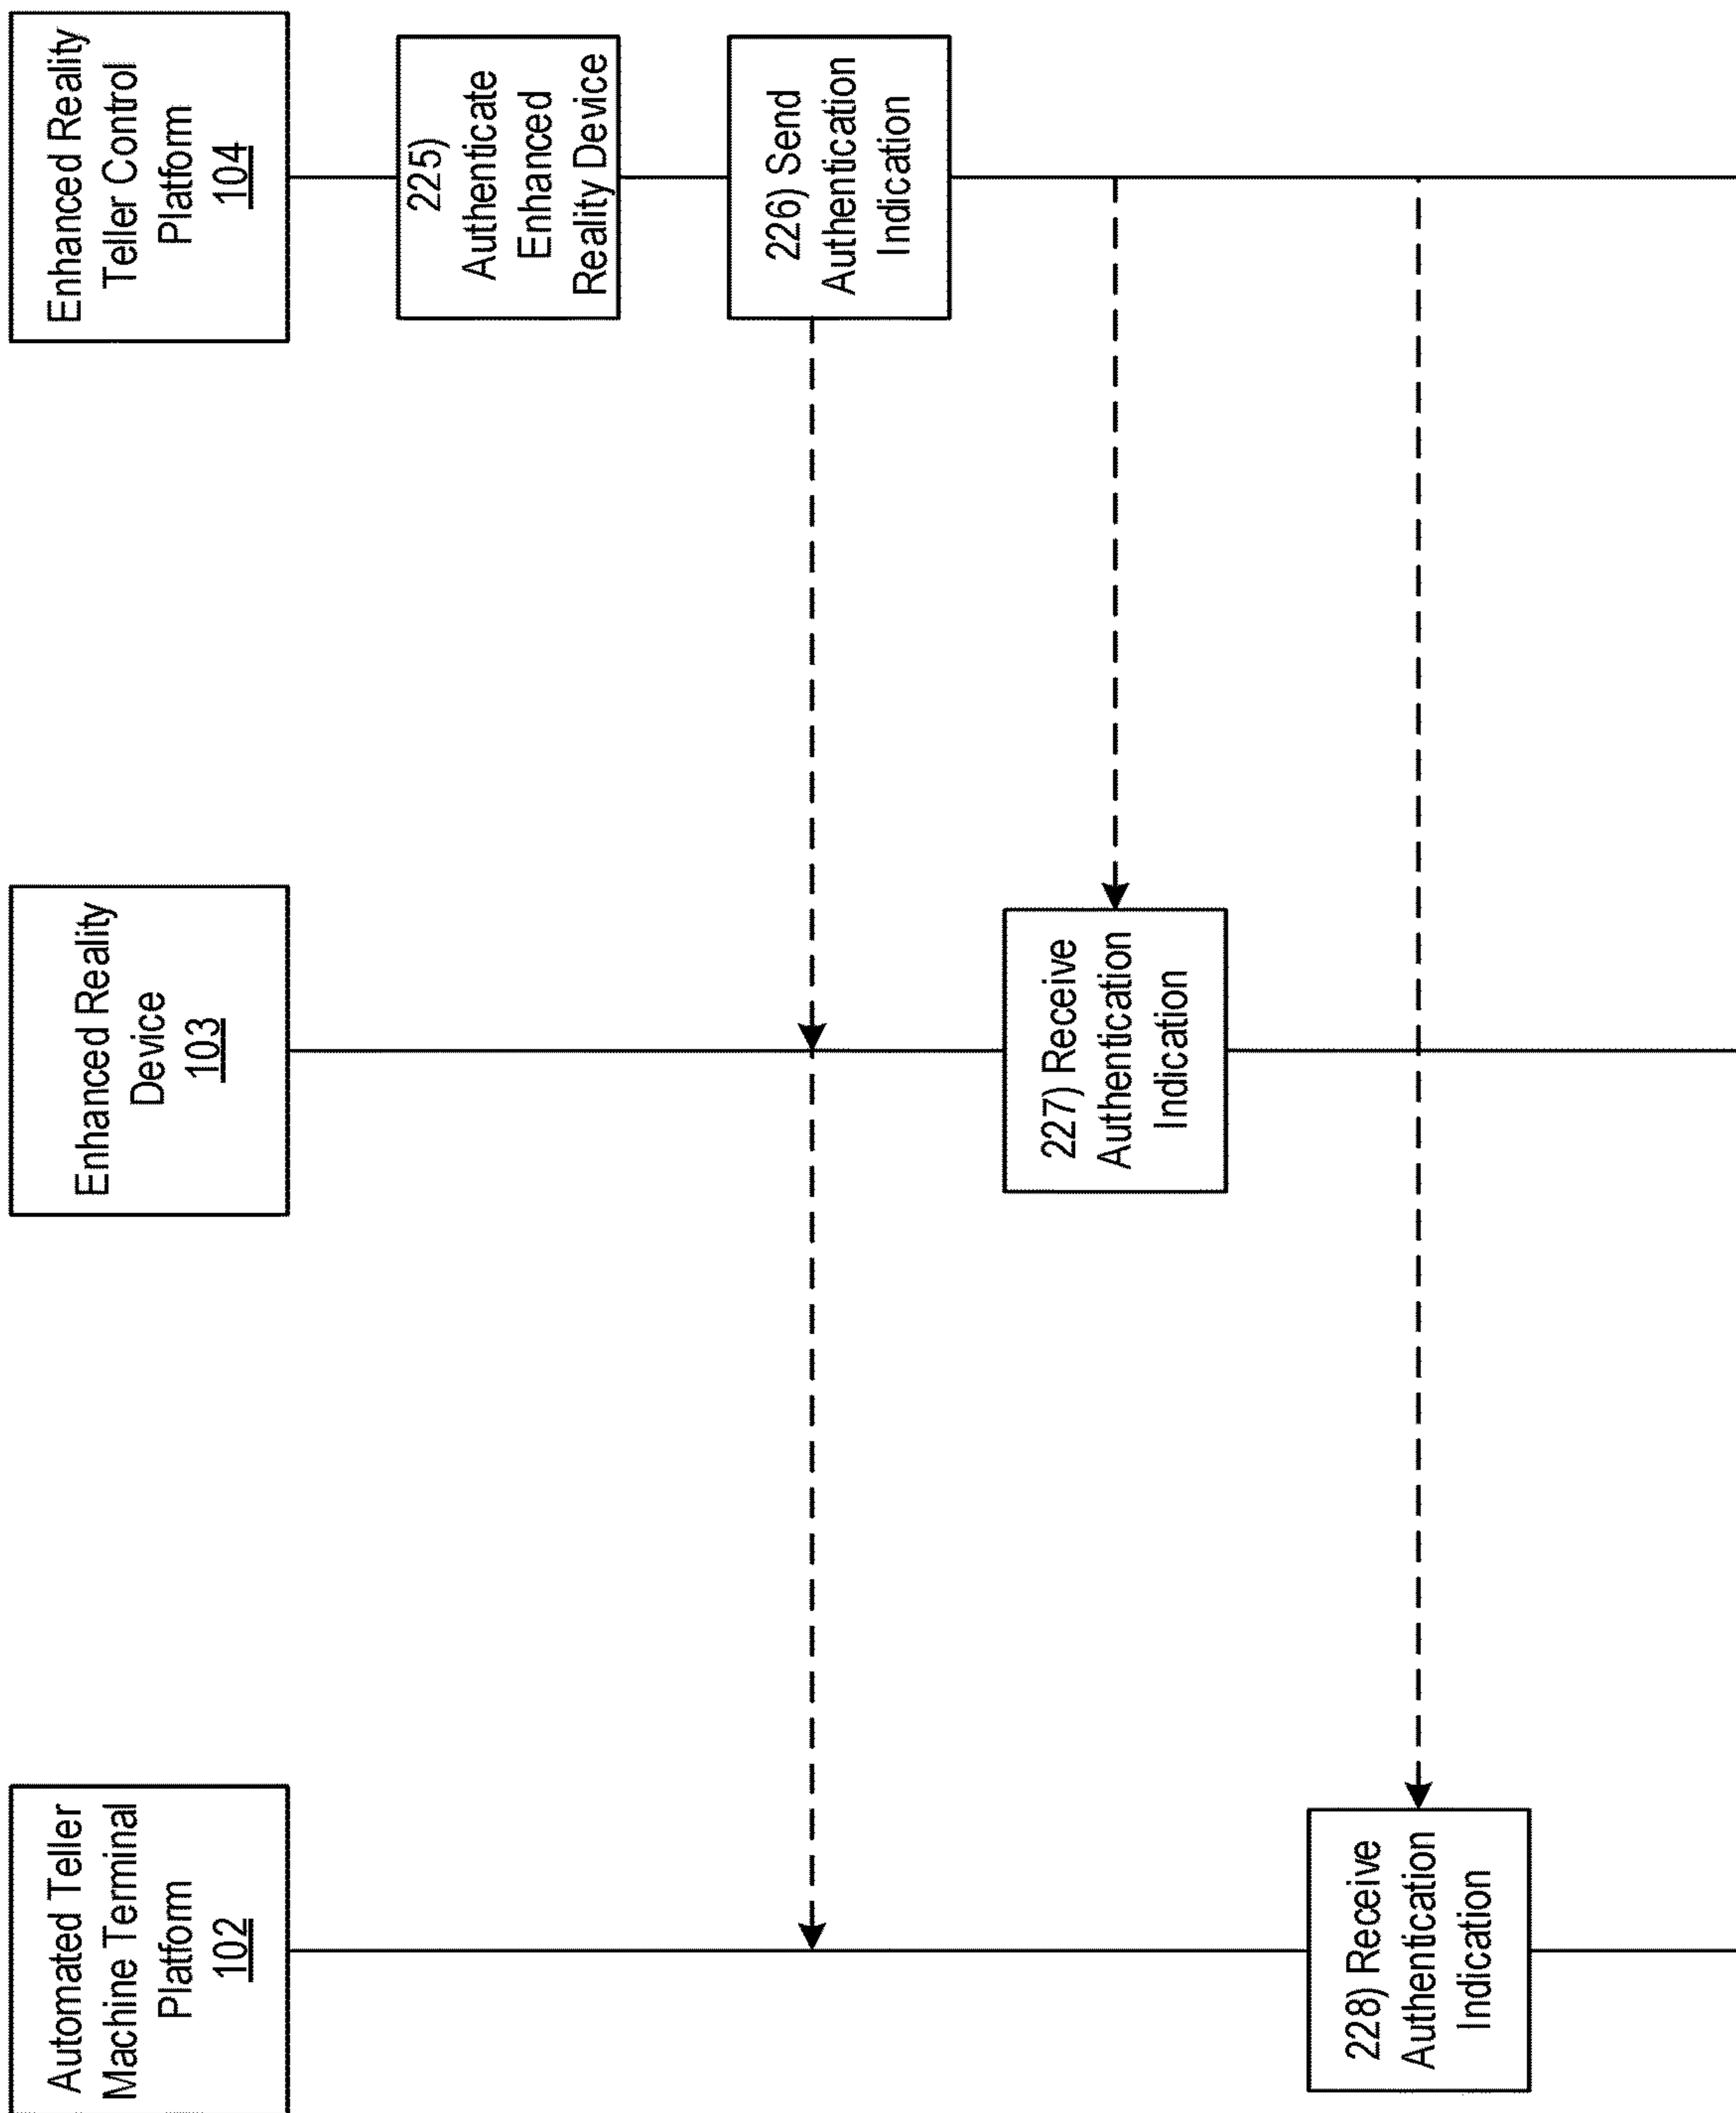 Automated Teller
Machine Terminal
Platform
102
Enhanced Reality
Device
103
Enhanced Reality
Teller Control
Platform
104
225)
Authenticate
Enhanced
Reality Device
226) Send
Authentication
Indication
227) Receive
Authentication
Indication
228) Receive
Authentication
Indication